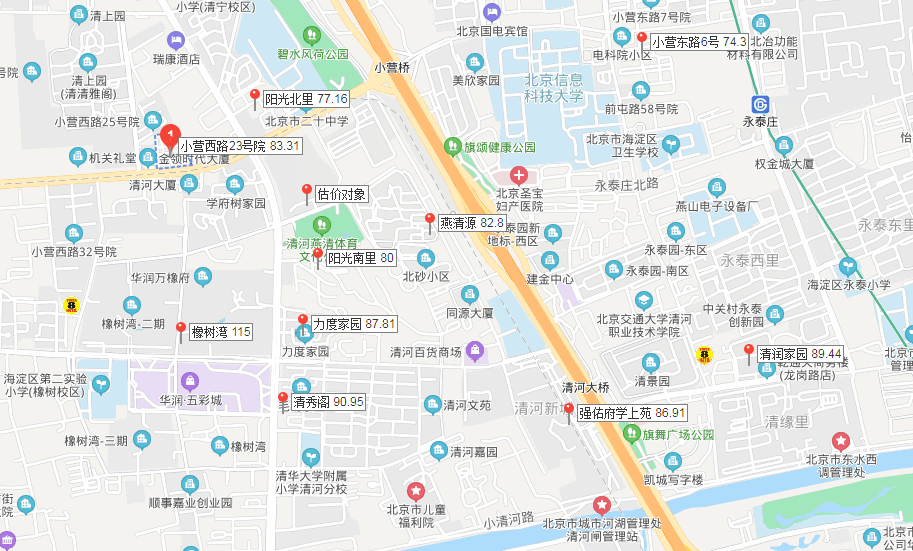 清上园
小学(清宁校区)
瑞康酒店
碧水风公园
小营桥
北京国电宾馆
小营东路7号院
电科院小区
小营东路6号 74.3
北冶功能
材料有限公司
号院
清上园
(清清雅阁)
美欣家园
北京信息
科技大学
前屯路58号院
永泰庄
阳光北里 77.16
北京市二十中学
小营西路25号院
小营西路23号院 83.31
机关礼堂
金领时代大厦
清河大厦
学府树家园
旗颂健康公园
北京市海淀区
卫生学校
权金城大厦
北京圣宝
妇产医院
永泰庄北路
燕山电子设备厂
估价对象
清河燕清体育
燕清源 82.8
泰园新
地标-西区
永泰园-东区
永泰东里
小营西路32号院
阳光南里 80
北砂小区
建金中心
永泰园-南区
永泰西里
海淀区永泰小学
华润万橡府
橡树湾-二期
同源大厦
北京交通大学清河
职业技术学院
中关村永泰
创新园
橡树湾 115
力度家园 87.81
力度家园
清河百货商场
清润家园 89.44
(龙岗路店)
清景园
海淀区第二实验
小学(橡树校区)
华润·五彩城
清秀阁 90.95
清河文苑
清河大桥
清河新城
强佑府学上苑 86.91
旗舞广场公园
清缘里
橡树湾-三期
橡树湾
清河嘉园
清华大学附属
小学清河分校
凯城写字楼
北京市东水西
调管理处
顺事嘉业创业园
北京市儿童
福利院
小清河路
北京市城市河湖管理处
清河闸管理站